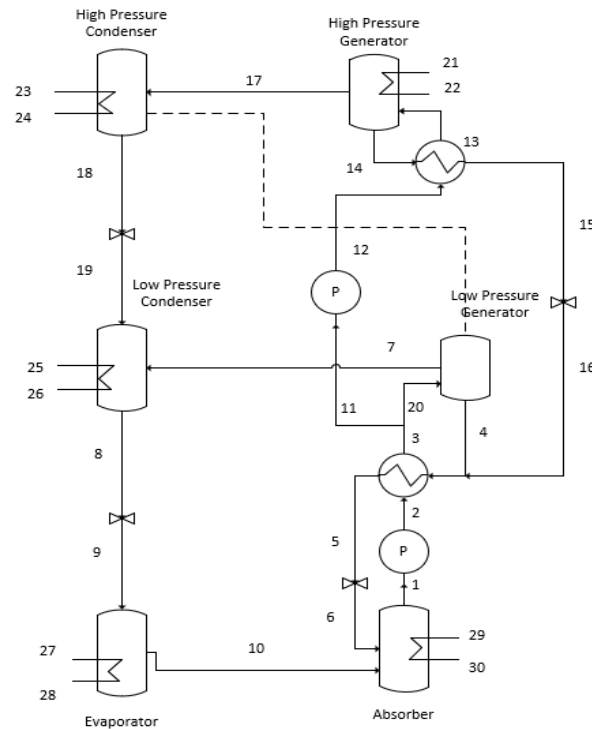 High Pressure
Condenser
High Pressure
Generator
21
22
23
24
17
13
14
18
15
12
19
P
Low Pressure
Condenser
Low Pressure
Generator
7
16
25
26
11
20
4
3
8
2
5
P
9
1
6
10
27
28
29
30
Evaporator
Absorber